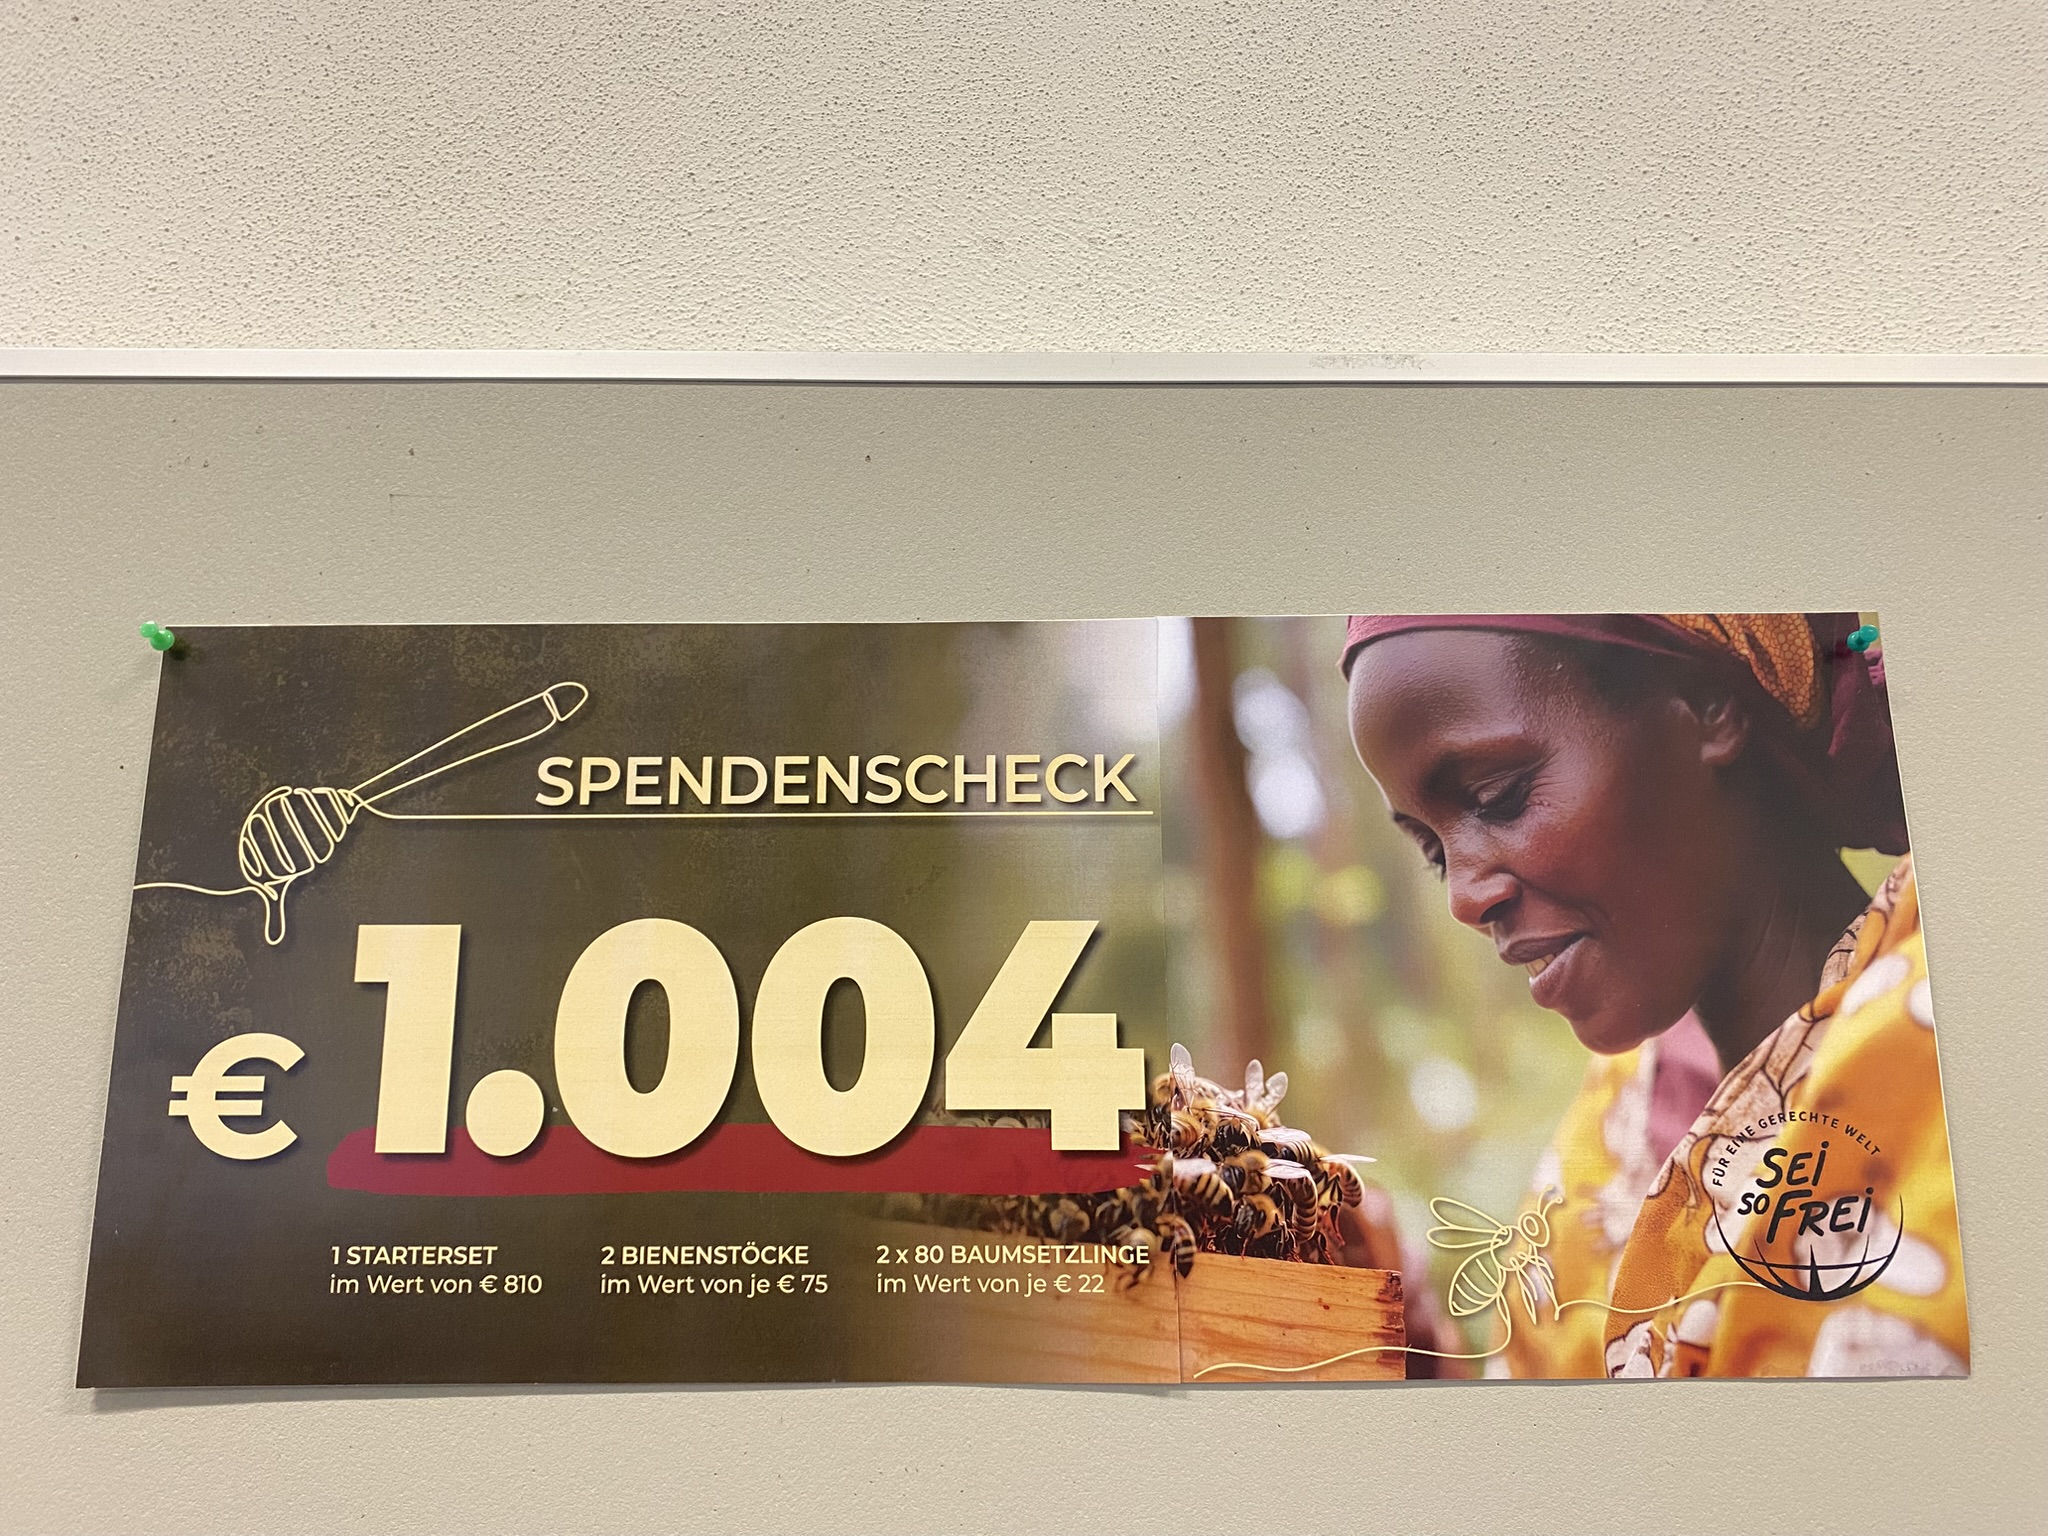 SPENDENSCHECK
€ 1.004
1 STARTERSET
im Wert von € 810
2 BIENENSTÖCKE
im Wert von je € 75
2 x 80 BAUMSETZLINGE
im Wert von je € 22
FÜR EINE GERECHTE WELT
SEi
SO FREi